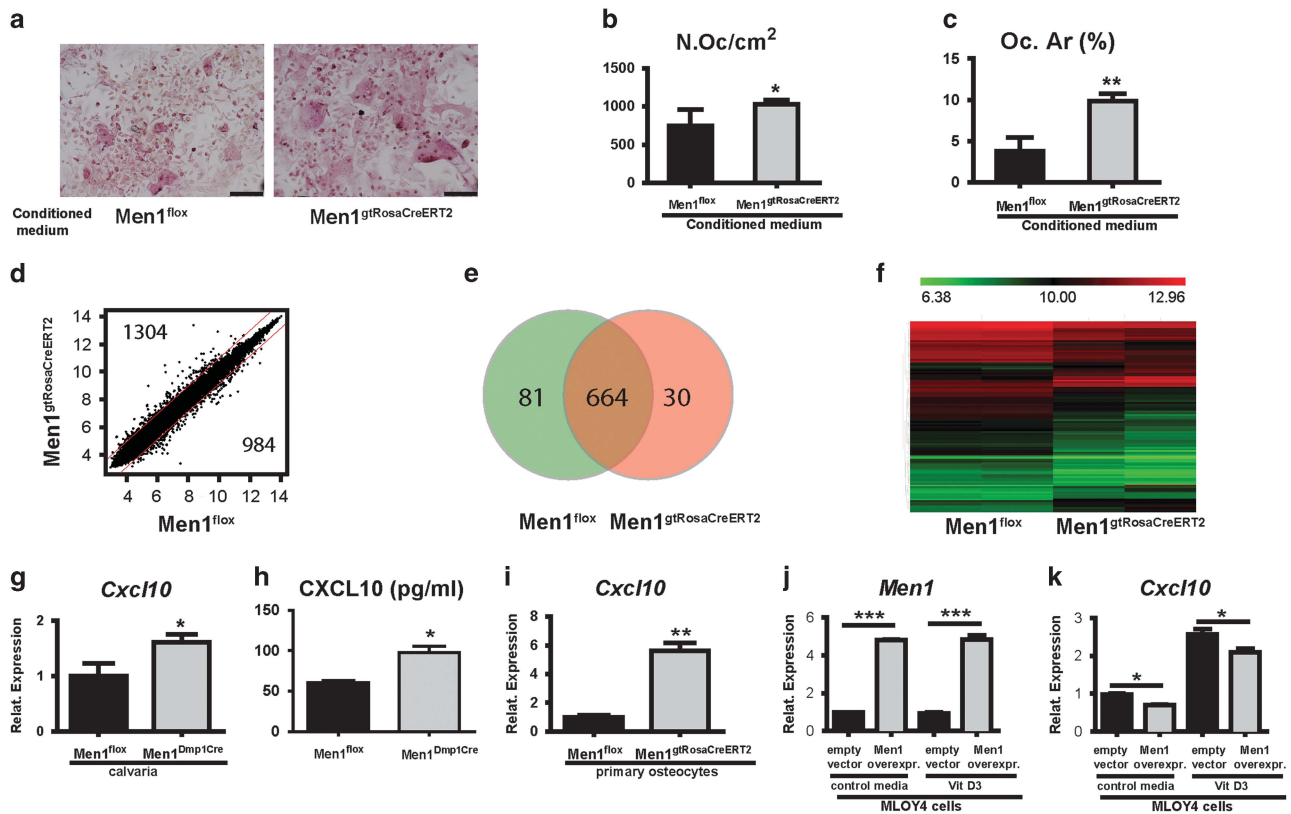 a
Conditioned
medium
Men1flox
Men1gtRosaCreERT2
b
N.Oc/cm2
1500
1000
500
0
*
Men1flox
Men1gtRosaCreERT2
Conditioned medium
c
Oc. Ar (%)
15
10
5
0
**
Men1flox
Men1gtRosaCreERT2
Conditioned medium
d
Men1gtRosaCreERT2
14
12
10
8
6
4
1304
984
4 6 8 10 12 14
Men1flox
e
81
664
30
Men1flox
Men1gtRosaCreERT2
f
6.38
10.00
12.96
Men1flox
Men1gtRosaCreERT2
g
Cxcl10
Relat. Expression
2
1
0
*
Men1flox
Men1Dmp1Cre
calvaria
h
CXCL10 (pg/ml)
150
100
50
0
*
Men1flox
Men1Dmp1Cre
i
Cxcl10
Relat. Expression
8
6
4
2
0
**
Men1flox
Men1gtRosaCreERT2
primary osteocytes
j
Men1
Relat. Expression
6
4
2
0
***
***
empty Men1 empty Men1
vector overexpr. vector overexpr.
control media
Vit D3
MLOY4 cells
k
Cxcl10
Relat. Expression
3
2
1
0
*
*
empty Men1 empty Men1
vector overexpr. vector overexpr.
control media
Vit D3
MLOY4 cells